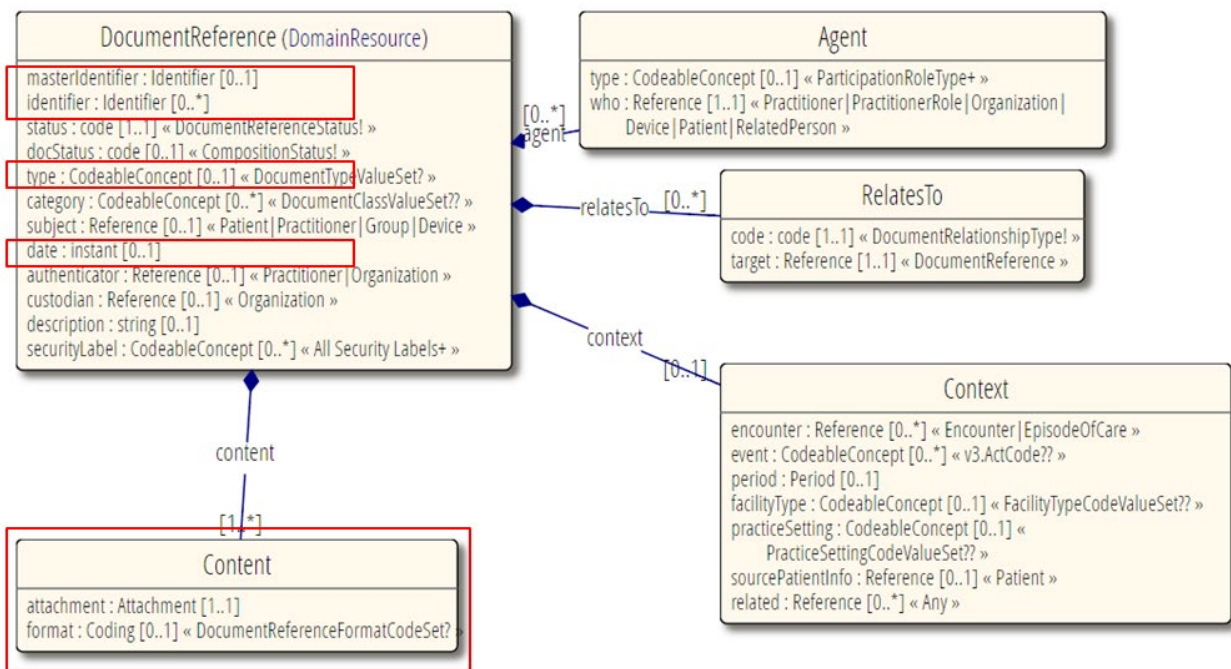 DocumentReference (DomainResource)
masterIdentifier : Identifier [0..1]
identifier : Identifier [0..*]
status : code [1..1] « DocumentReferenceStatus! »
docStatus : code [0..1] « CompositionStatus! »
type : CodeableConcept [0..1] « DocumentTypeValueSet? »
category : CodeableConcept [0..*] « DocumentClassValueSet?? »
subject : Reference [0..1] « Patient|Practitioner|Group|Device »
date : instant [0..1]
authenticator : Reference [0..1] « Practitioner|Organization »
custodian : Reference [0..1] « Organization »
description : string [0..1]
securityLabel : CodeableConcept [0..*] « All Security Labels+ »
[0..*]
agent
Agent
type : CodeableConcept [0..1] « ParticipationRoleType+ »
who : Reference [1..1] « Practitioner|PractitionerRole|Organization|
Device|Patient|RelatedPerson »
relatesTo
[0..*]
RelatesTo
code : code [1..1] « DocumentRelationshipType! »
target : Reference [1..1] « DocumentReference »
context
[0..1]
Context
encounter : Reference [0..*] « Encounter|EpisodeOfCare »
event : CodeableConcept [0..*] « v3.ActCode?? »
period : Period [0..1]
facilityType : CodeableConcept [0..1] « FacilityTypeCodeValueSet?? »
practiceSetting : CodeableConcept [0..1] «
PracticeSettingCodeValueSet?? »
sourcePatientInfo : Reference [0..1] « Patient »
related : Reference [0..*] « Any »
content
[1..*]
Content
attachment : Attachment [1..1]
format : Coding [0..1] « DocumentReferenceFormatCodeSet? »